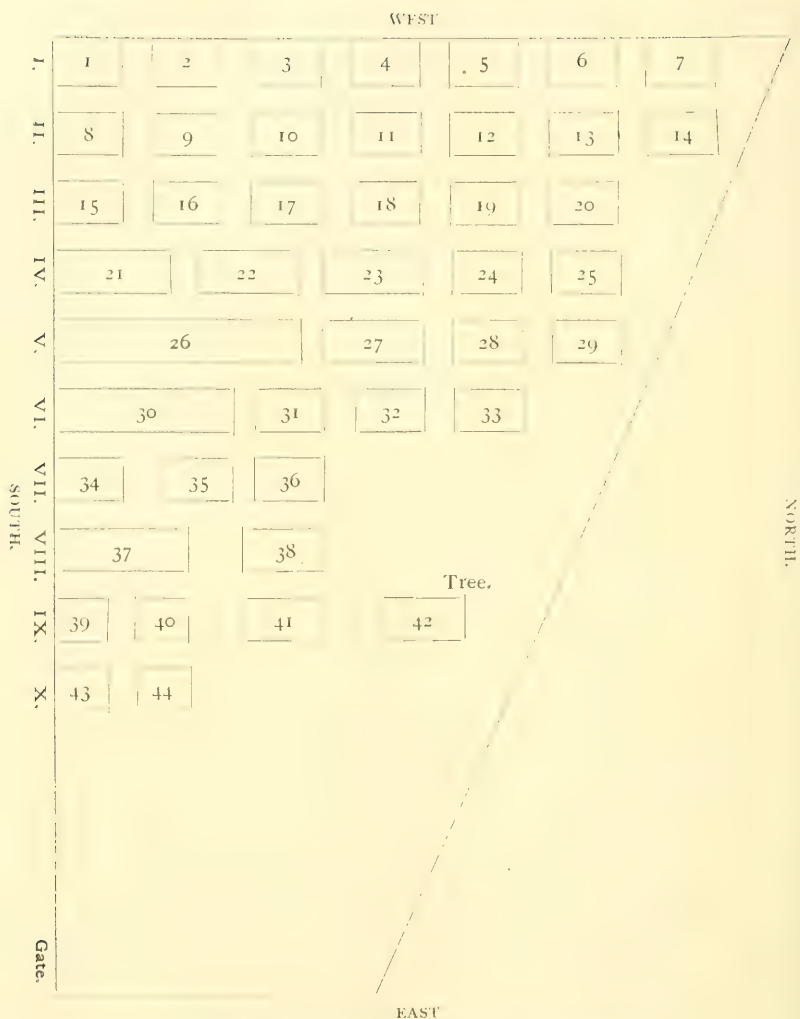 WEST
I. 1 2 3 4 5 6 7
II. 8 9 10 11 12 13 14
III. 15 16 17 18 19 20
IV. 21 22 23 24 25
V. 26 27 28 29
VI. 30 31 32 33
VII. 34 35 36
VIII. 37 38
SOUTH.
NORTH.
Tree.
IX. 39 40 41 42
X. 43 44
Gate.
EAST